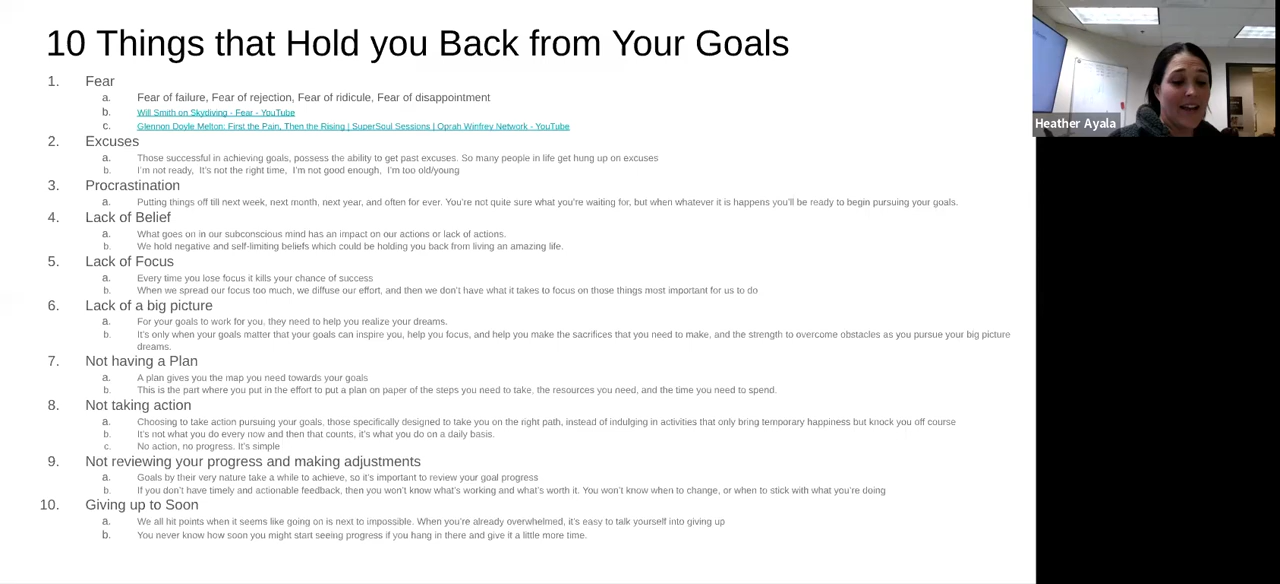 10 Things that Hold you Back from Your Goals
1. Fear
a. Fear of failure, Fear of rejection, Fear of ridicule, Fear of disappointment
b. Will Smith on Skydiving - Fear - YouTube
c. Glennon Doyle Melton: First the Pain, Then the Rising | SuperSoul Sessions | Oprah Winfrey Network - YouTube
2. Excuses
a. Those successful in achieving goals, possess the ability to get past excuses. So many people in life get hung up on excuses
b. I'm not ready, It's not the right time, I'm not good enough, I'm too old/young
3. Procrastination
a. Putting things off till next week, next month, next year, and often for ever. You're not quite sure what you're waiting for, but when whatever it is happens you'll be ready to begin pursuing your goals.
4. Lack of Belief
a. What goes on in our subconscious mind has an impact on our actions or lack of actions.
b. We hold negative and self-limiting beliefs which could be holding you back from living an amazing life.
5. Lack of Focus
a. Every time you lose focus it kills your chance of success
b. When we spread our focus too much, we diffuse our effort, and then we don't have what it takes to focus on those things most important for us to do
6. Lack of a big picture
a. For your goals to work for you, they need to help you realize your dreams.
b. It's only when your goals matter that your goals can inspire you, help you focus, and help you make the sacrifices that you need to make, and the strength to overcome obstacles as you pursue your big picture
dreams.
7. Not having a Plan
a. A plan gives you the map you need towards your goals
b. This is the part where you put in the effort to put a plan on paper of the steps you need to take, the resources you need, and the time you need to spend.
8. Not taking action
a. Choosing to take action pursuing your goals, those specifically designed to take you on the right path, instead of indulging in activities that only bring temporary happiness but knock you off course
b. It's not what you do every now and then that counts, it's what you do on a daily basis.
c. No action, no progress. It's simple
9. Not reviewing your progress and making adjustments
a. Goals by their very nature take a while to achieve, so it's important to review your goal progress
b. If you don't have timely and actionable feedback, then you won't know what's working and what's worth it. You won't know when to change, or when to stick with what you're doing
10. Giving up to Soon
a. We all hit points when it seems like going on is next to impossible. When you're already overwhelmed, it's easy to talk yourself into giving up
b. You never know how soon you might start seeing progress if you hang in there and give it a little more time.
Heather Ayala